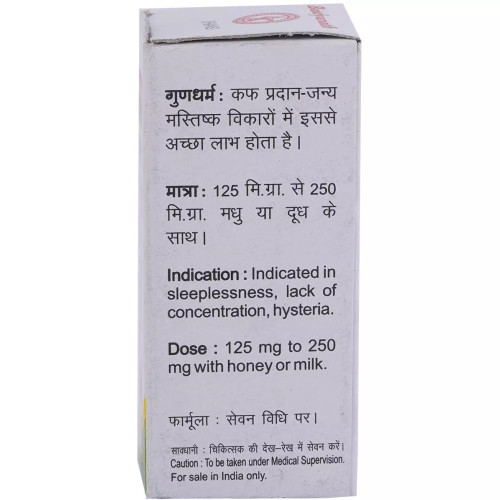 Baidyanath
गुणधर्म : कफ प्रदान-जन्य
मस्तिष्क विकारों में इससे
अच्छा लाभ होता है।
मात्रा : 125 मि.ग्रा. से 250
मि.ग्रा. मधु या दूध के
साथ।
Indication : Indicated in
sleeplessness, lack of
concentration, hysteria.
Dose : 125 mg to 250
mg with honey or milk.
फार्मूला : सेवन विधि पर।
सावधानी : चिकित्सक की देख-रेख में सेवन करें।
Caution : To be taken under Medical Supervision.
For sale in India only.